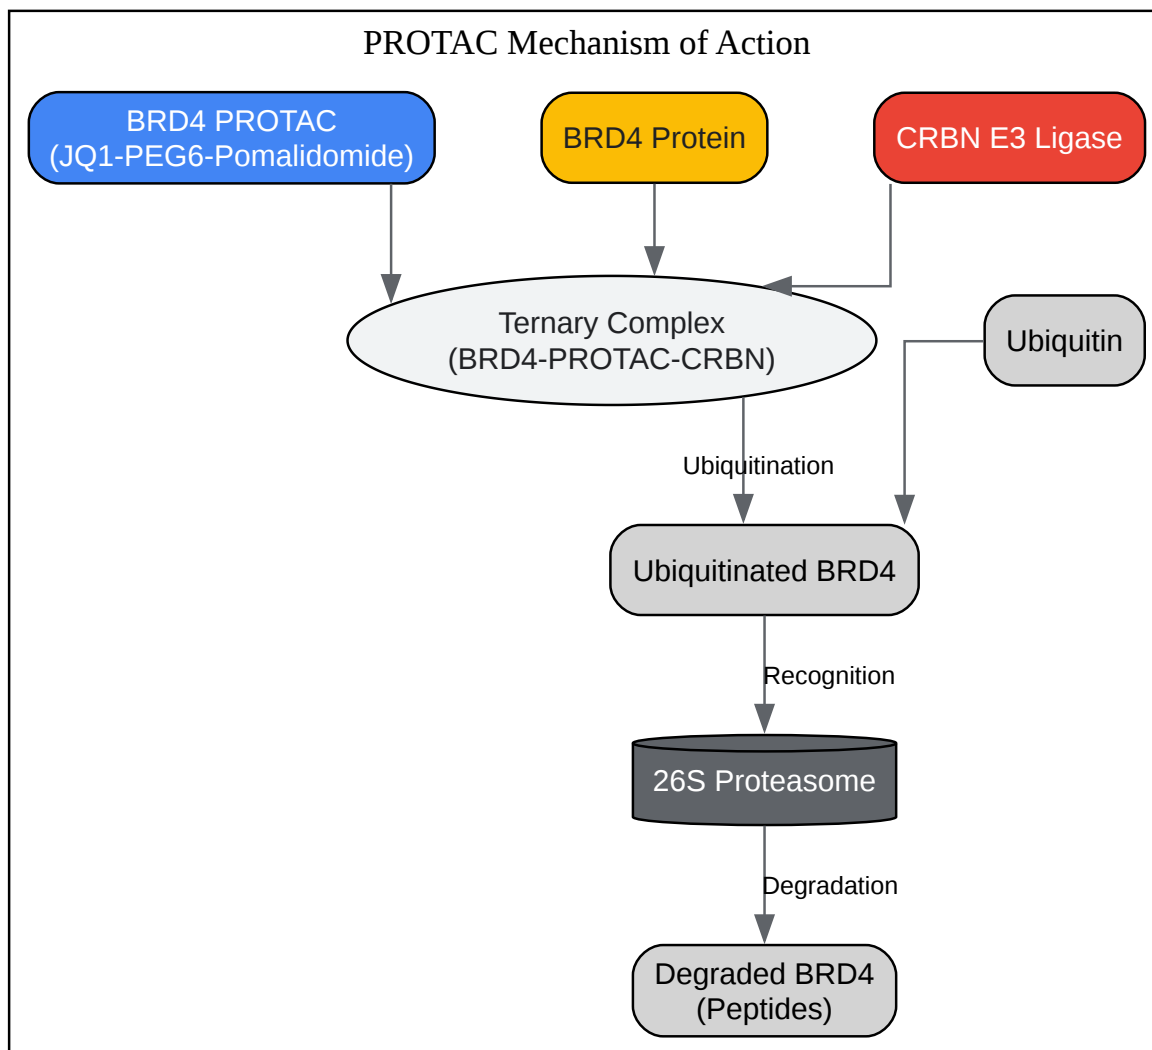 PROTAC Mechanism of Action
BRD4 PROTAC
(JQ1-PEG6-Pomalidomide)
BRD4 Protein
CRBN E3 Ligase
Ternary Complex
(BRD4-PROTAC-CRBN)
Ubiquitin
Ubiquitination
Ubiquitinated BRD4
Recognition
26S Proteasome
Degradation
Degraded BRD4
(Peptides)